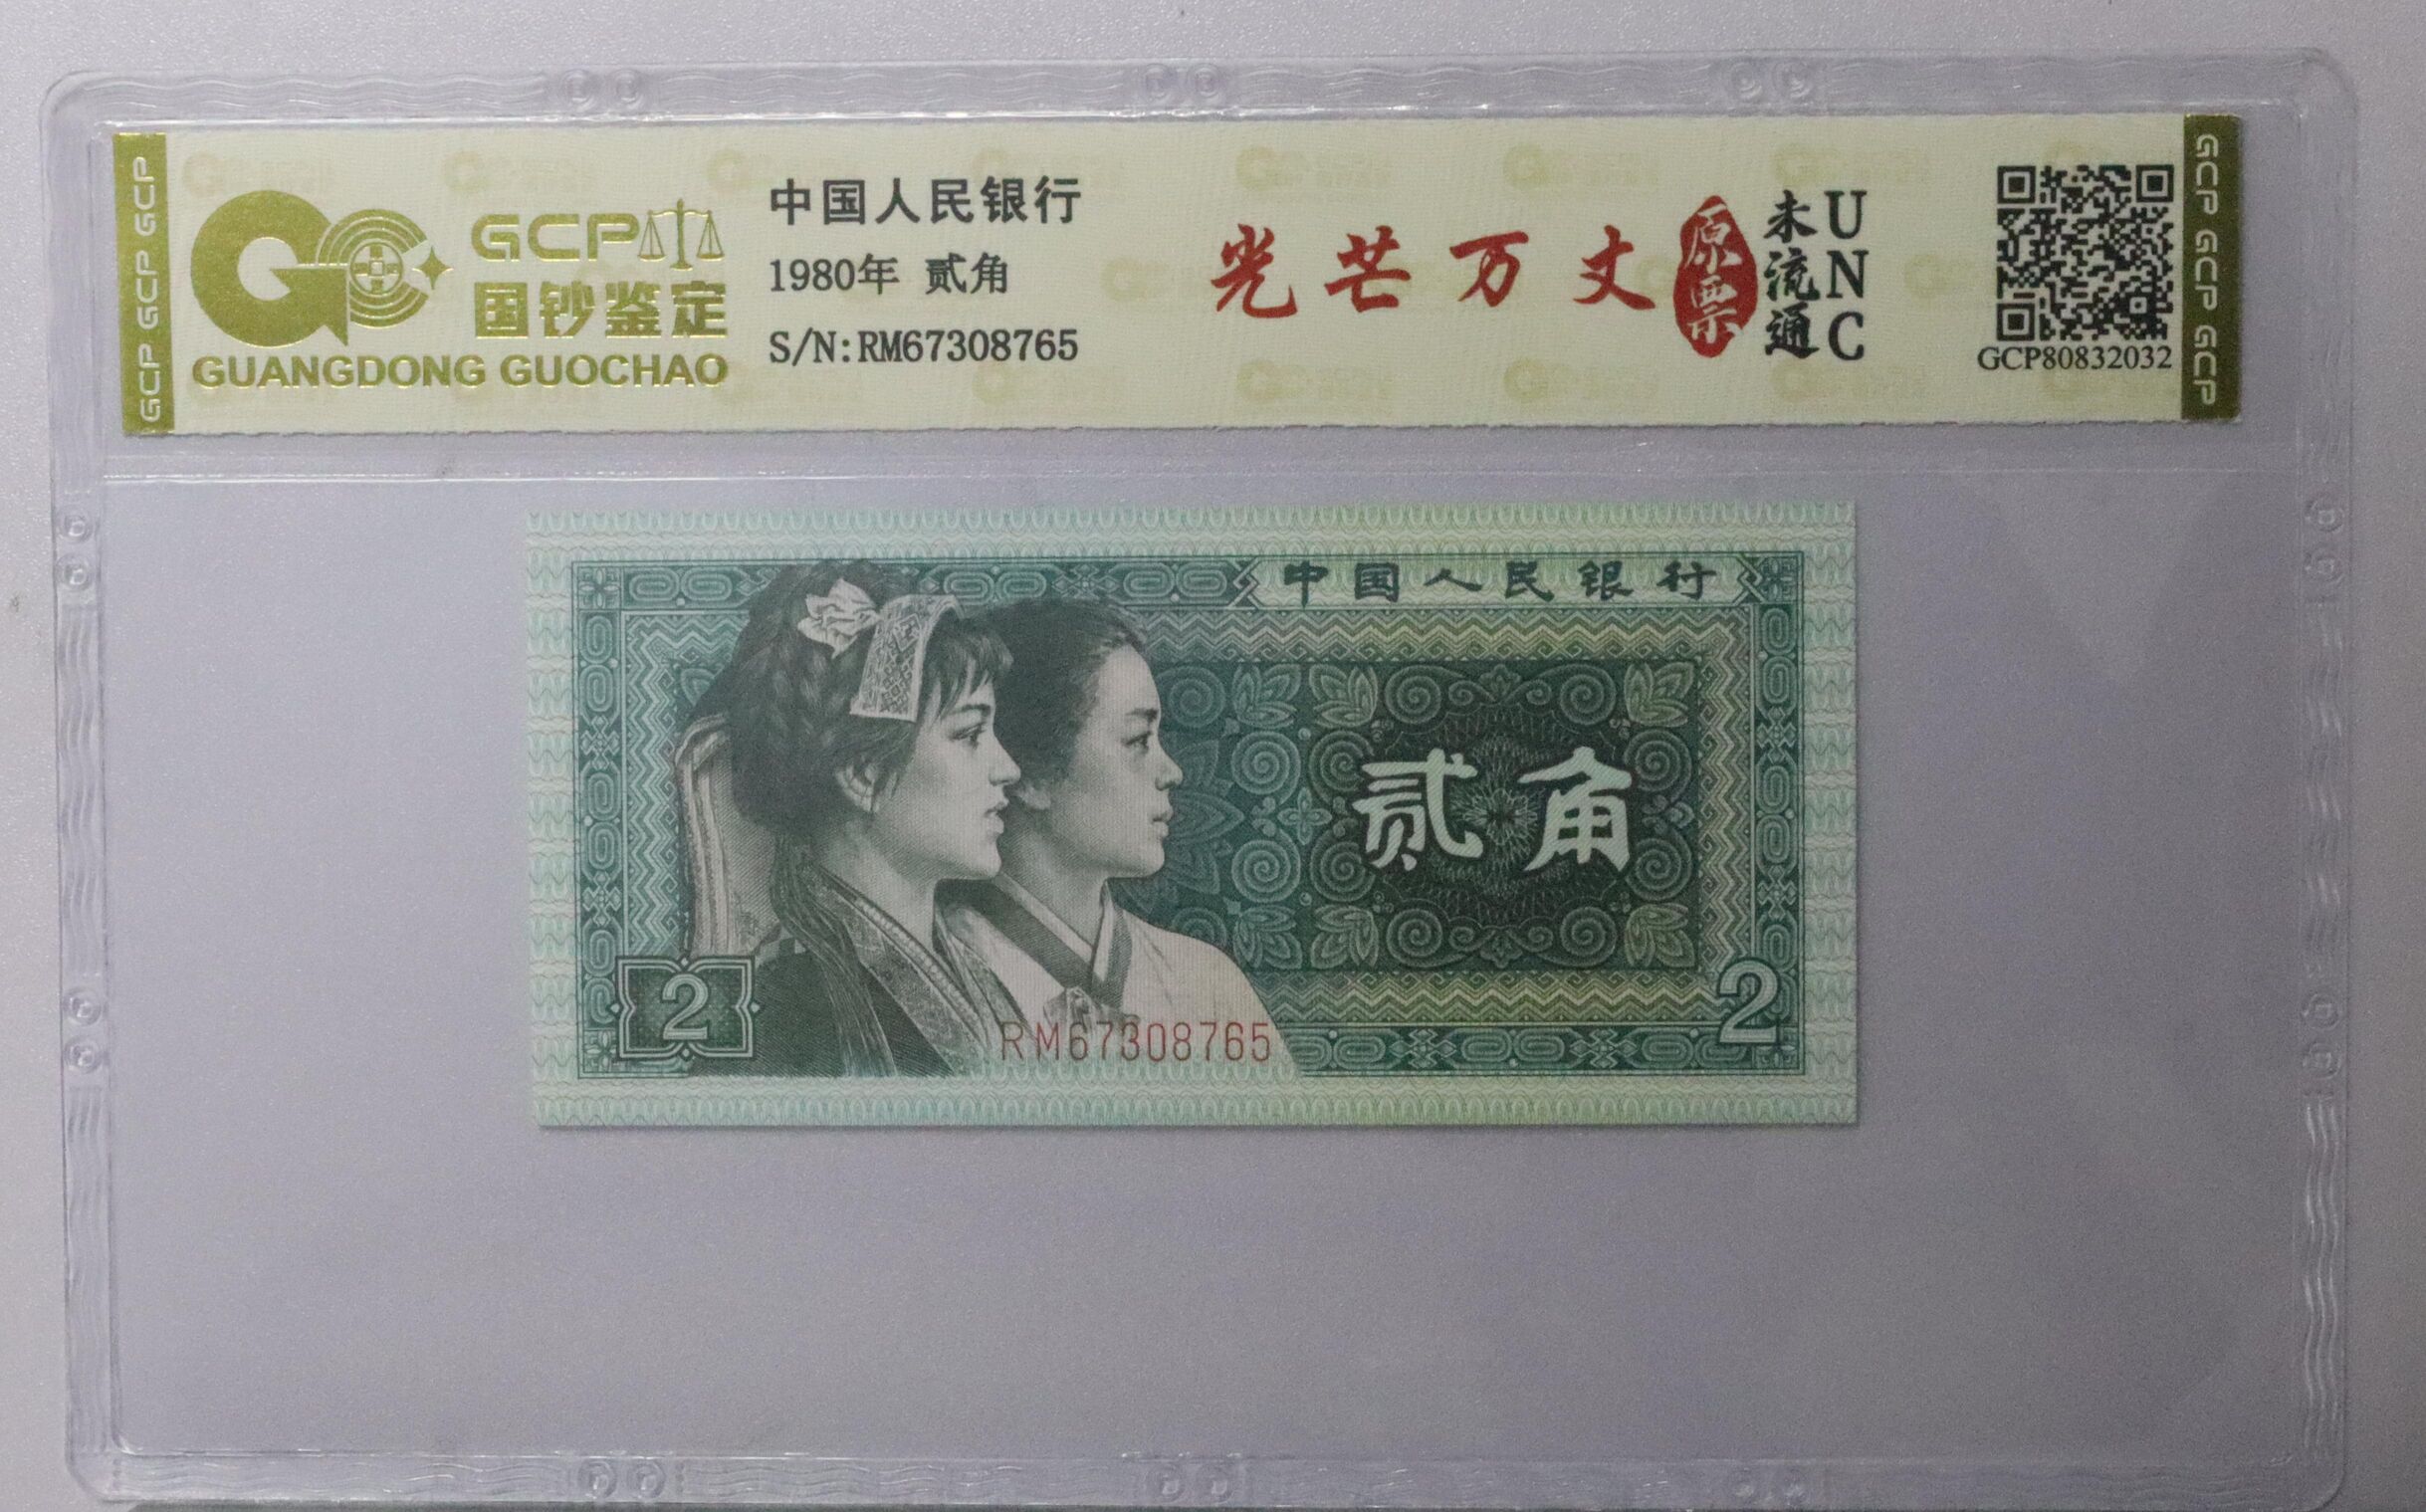 GCP GCP GCP
GCP
国钞鉴定
GUANGDONG GUOCHAO
中国人民银行
1980年 贰角
S/N:RM67308765
光芒万丈
原票
未流通
UNC
GCP80832032
GCP GCP GCP
中国人民银行
贰角
2
RM67308765
2